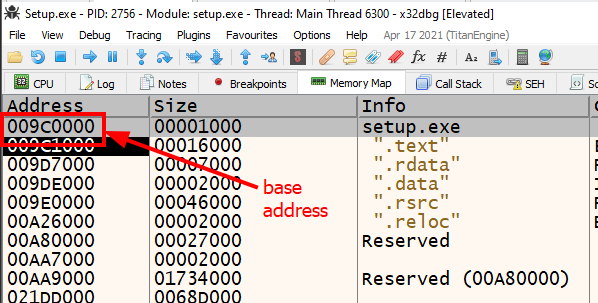 Setup.exe - PID: 2756 - Module: setup.exe - Thread: Main Thread 6300 - x32dbg [Elevated]
File View Debug Tracing Plugins Favourites Options Help Apr 17 2021 (TitanEngine)
CPU Log Notes Breakpoints Memory Map Call Stack SEH
Address Size Info
009C0000 00001000 setup.exe
009C1000 00016000 ".text"
009D7000 00007000 ".rdata"
009DE000 00002000 ".data"
009E0000 00046000 ".rsrc"
00A26000 00002000 ".reloc"
00A80000 00027000 Reserved
00AA7000 00002000
00AA9000 01734000 Reserved (00A80000)
021DD000 0068D000
base
address